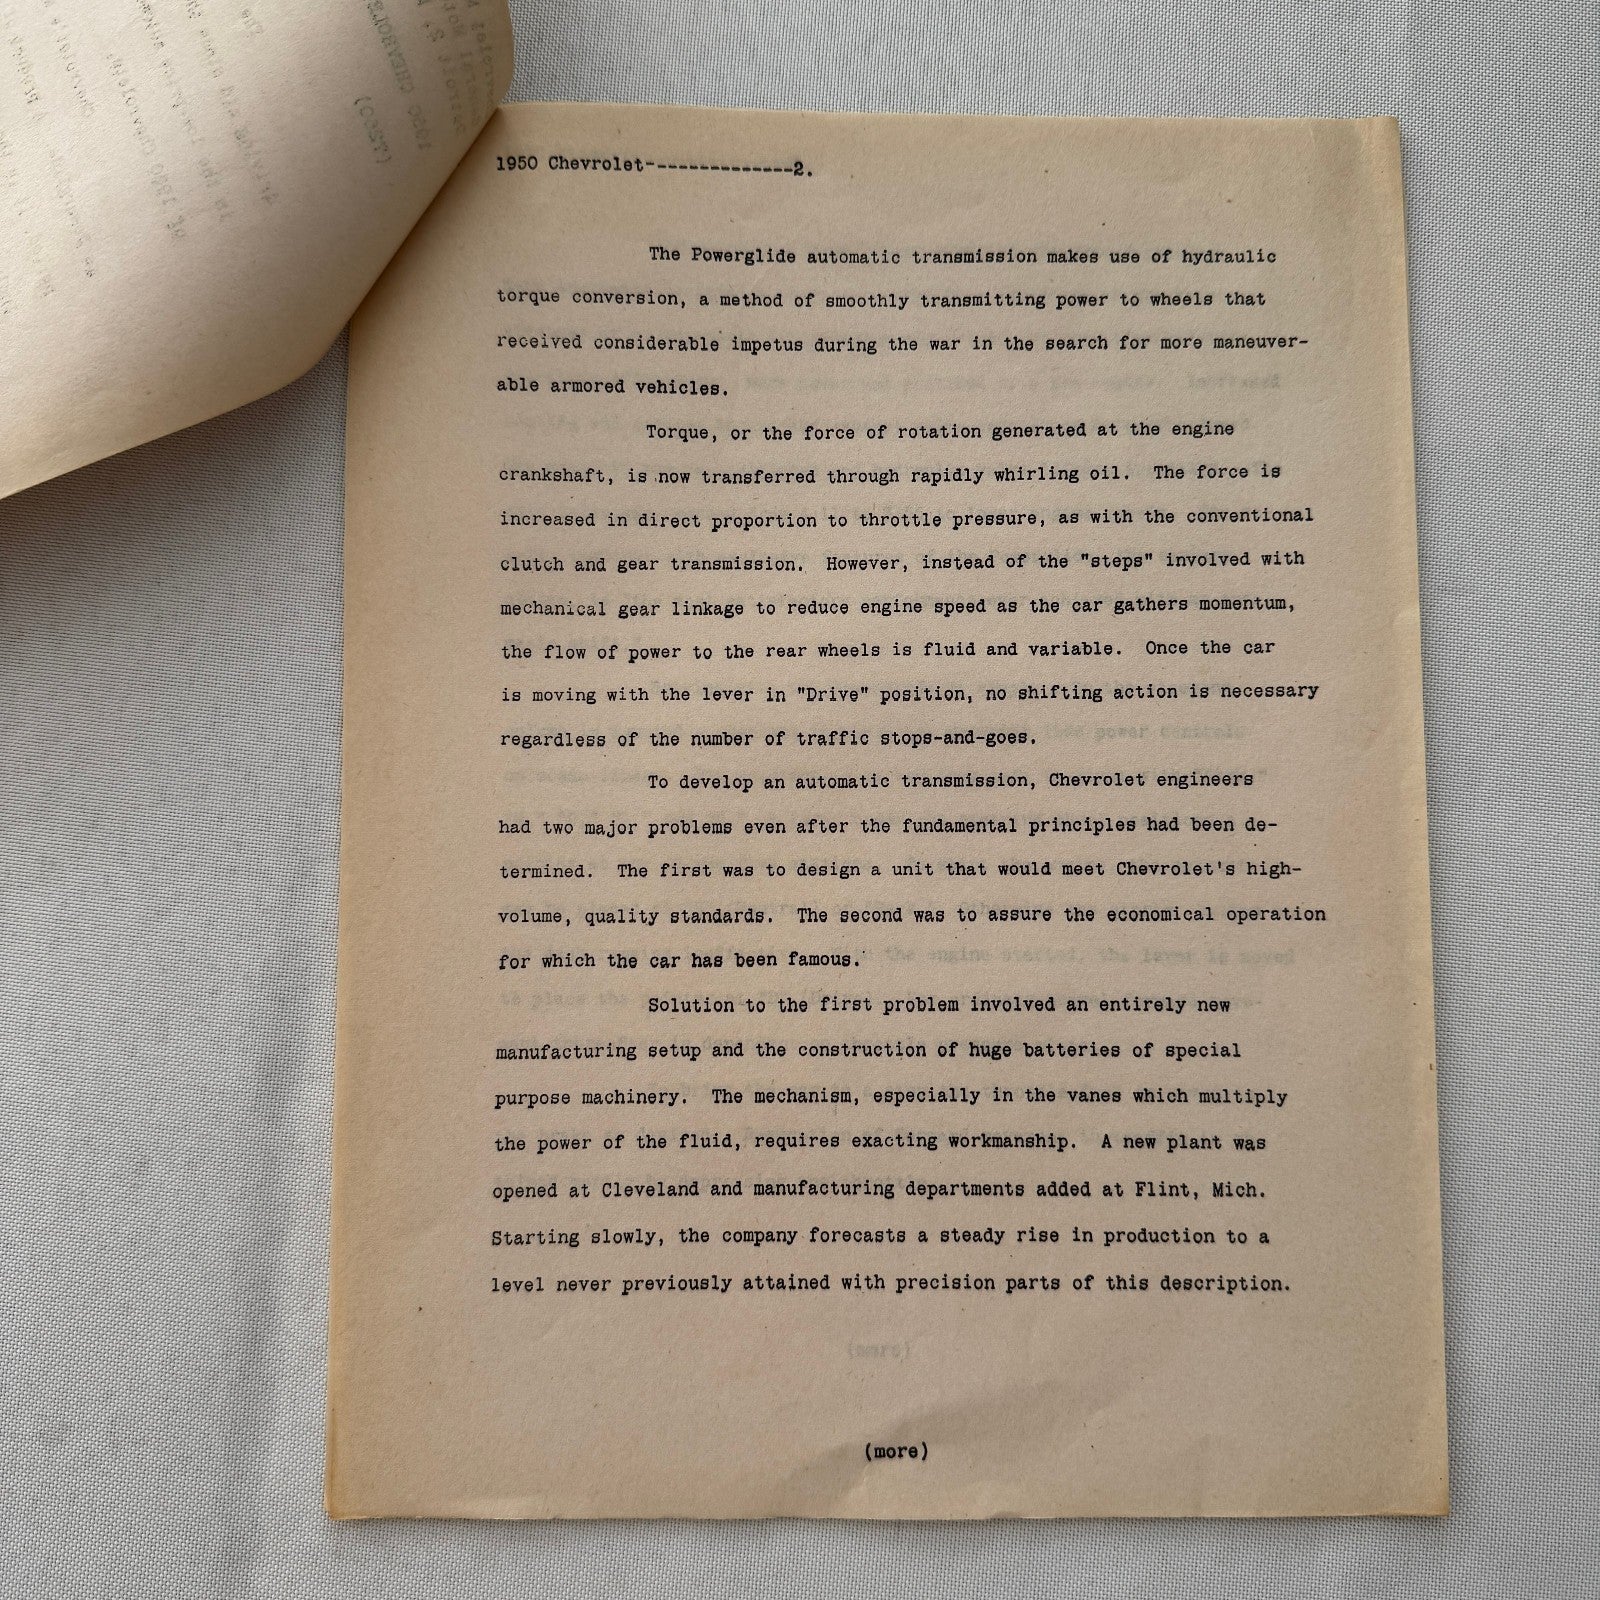 1950 Chevrolet--------------2.
The Powerglide automatic transmission makes use of hydraulic
torque conversion, a method of smoothly transmitting power to wheels that
received considerable impetus during the war in the search for more maneuver-
able armored vehicles.
Torque, or the force of rotation generated at the engine
crankshaft, is now transferred through rapidly whirling oil.  The force is
increased in direct proportion to throttle pressure, as with the conventional
clutch and gear transmission.  However, instead of the "steps" involved with
mechanical gear linkage to reduce engine speed as the car gathers momentum,
the flow of power to the rear wheels is fluid and variable.  Once the car
is moving with the lever in "Drive" position, no shifting action is necessary
regardless of the number of traffic stops-and-goes.
To develop an automatic transmission, Chevrolet engineers
had two major problems even after the fundamental principles had been de-
termined.  The first was to design a unit that would meet Chevrolet's high-
volume, quality standards.  The second was to assure the economical operation
for which the car has been famous.
Solution to the first problem involved an entirely new
manufacturing setup and the construction of huge batteries of special
purpose machinery.  The mechanism, especially in the vanes which multiply
the power of the fluid, requires exacting workmanship.  A new plant was
opened at Cleveland and manufacturing departments added at Flint, Mich.
Starting slowly, the company forecasts a steady rise in production to a
level never previously attained with precision parts of this description.
(more)